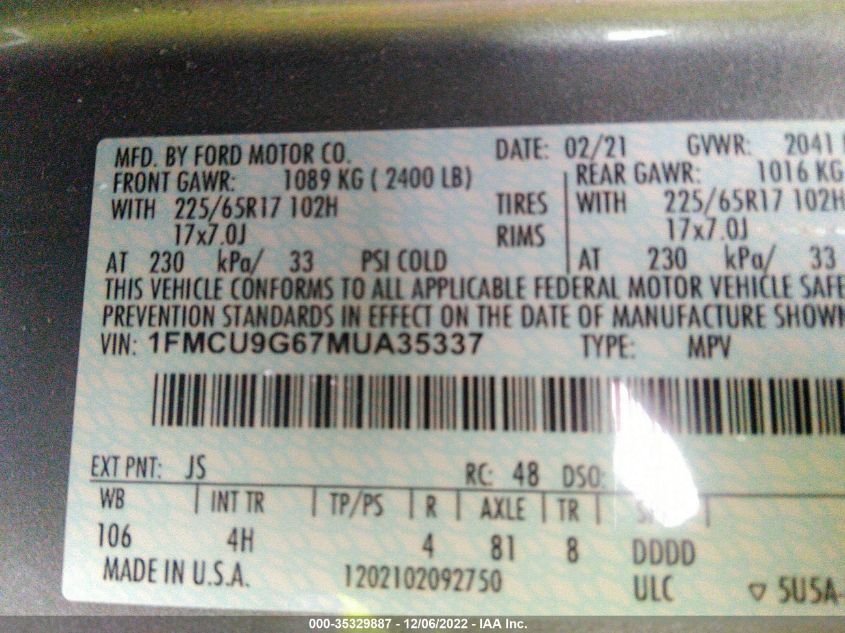 MFD. BY FORD MOTOR CO. DATE: 02/21 GVWR: 2041
FRONT GAWR: 1089 KG ( 2400 LB) REAR GAWR: 1016 KG
WITH 225/65R17 102H TIRES WITH 225/65R17 102H
17x7.0J RIMS 17x7.0J
AT 230 kPa/ 33 PSI COLD AT 230 kPa/ 33
THIS VEHICLE CONFORMS TO ALL APPLICABLE FEDERAL MOTOR VEHICLE SAFE
PREVENTION STANDARDS IN EFFECT ON THE DATE OF MANUFACTURE SHOWN
VIN: 1FMCU9G67MUA35337 TYPE: MPV
EXT PNT: JS RC: 48 DSO:
WB INT TR TP/PS R AXLE TR
106 4H 4 81 8 DDDD
MADE IN U.S.A. 1202102092750 ULC 5U5A-
000-35329887 - 12/06/2022 - IAA Inc.